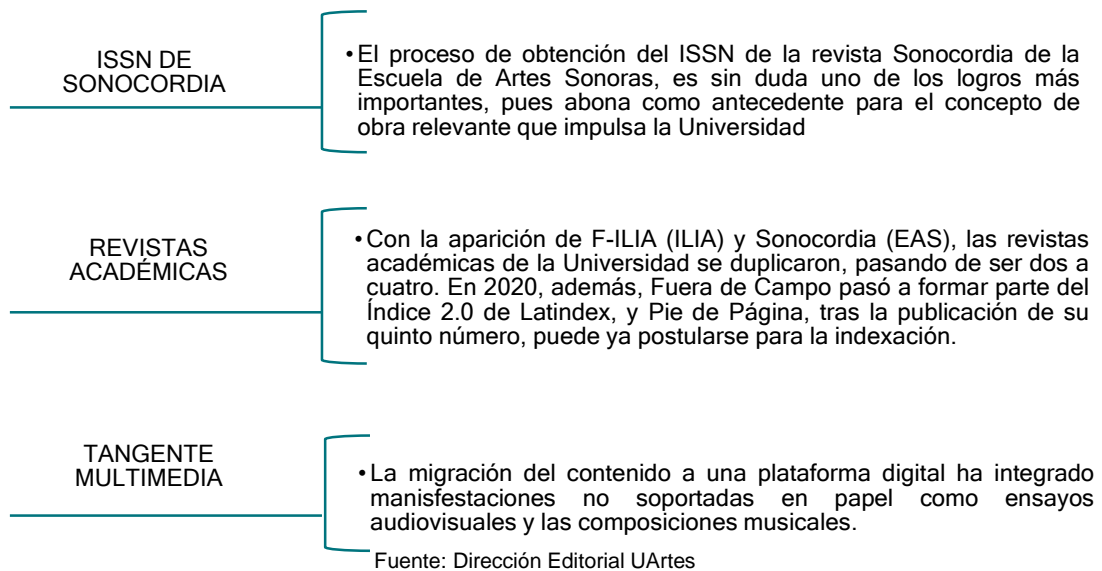 ISSN DE
SONOCORDIA
•El proceso de obtención del ISSN de la revista Sonocordia de la
Escuela de Artes Sonoras, es sin duda uno de los logros más
importantes, pues abona como antecedente para el concepto de
obra relevante que impulsa la Universidad
REVISTAS
ACADÉMICAS
•Con la aparición de F-ILIA (ILIA) y Sonocordia (EAS), las revistas
académicas de la Universidad se duplicaron, pasando de ser dos a
cuatro. En 2020, además, Fuera de Campo pasó a formar parte del
Índice 2.0 de Latindex, y Pie de Página, tras la publicación de su
quinto número, puede ya postularse para la indexación.
TANGENTE
MULTIMEDIA
•La migración del contenido a una plataforma digital ha integrado
manisfestaciones no soportadas en papel como ensayos
audiovisuales y las composiciones musicales.
Fuente: Dirección Editorial UArtes